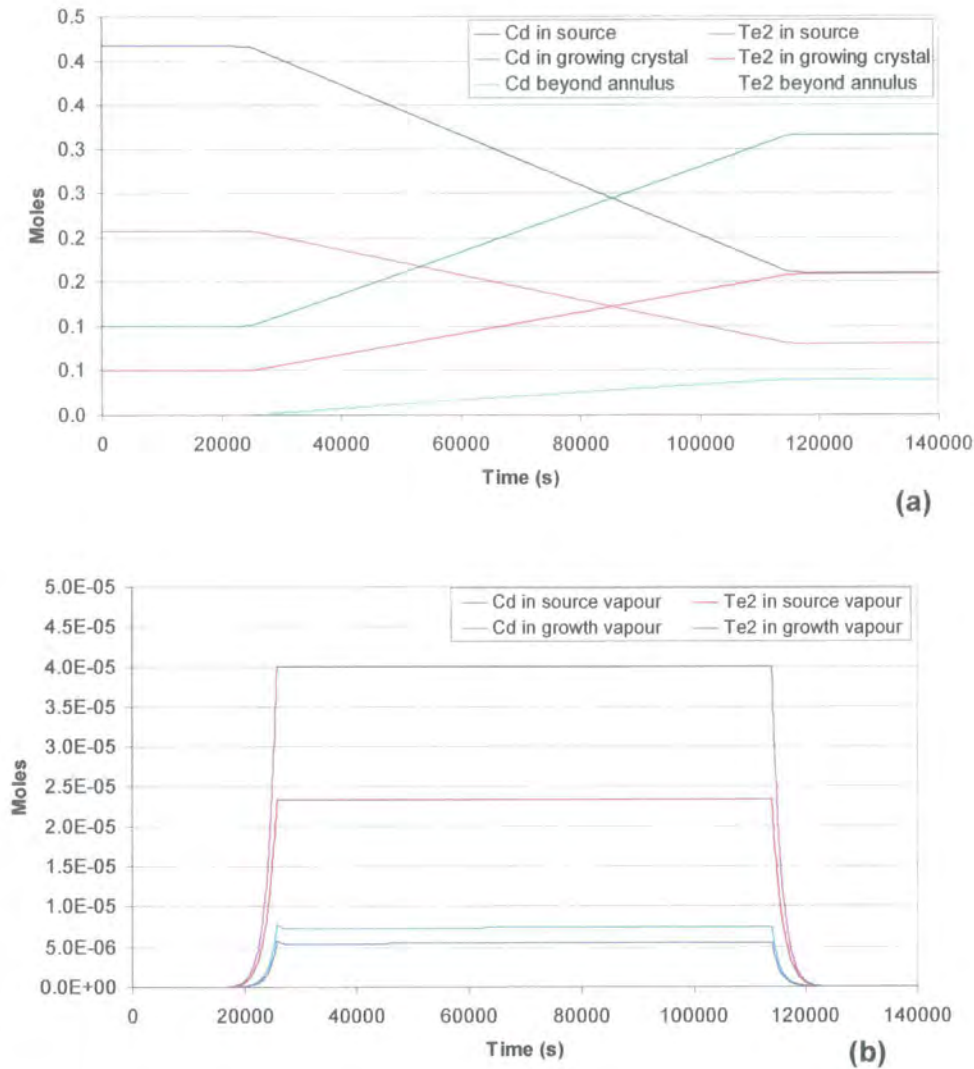 0.5
0.4
0.4
0.3
0.3
0.2
0.2
0.1
0.1
0.0
Moles
Cd in source
Te2 in source
Cd in growing crystal
Te2 in growing crystal
Cd beyond annulus
Te2 beyond annulus
0 20000 40000 60000 80000 100000 120000 140000
Time (s)
(a)
5.0E-05
4.5E-05
4.0E-05
3.5E-05
3.0E-05
2.5E-05
2.0E-05
1.5E-05
1.0E-05
5.0E-06
0.0E+00
Moles
Cd in source vapour
Te2 in source vapour
Cd in growth vapour
Te2 in growth vapour
0 20000 40000 60000 80000 100000 120000 140000
Time (s)
(b)